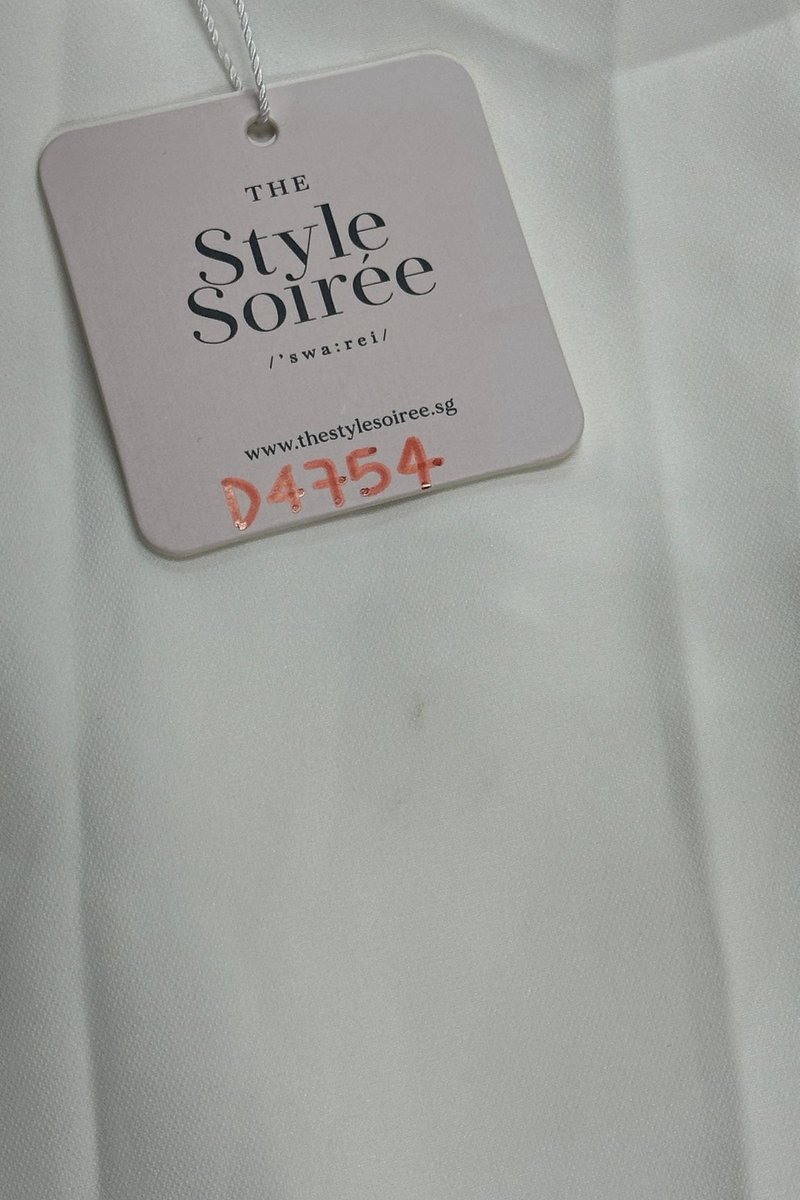 THE
Style
Soirée
/'swa:rei/
www.thestylesoiree.sg
D4754